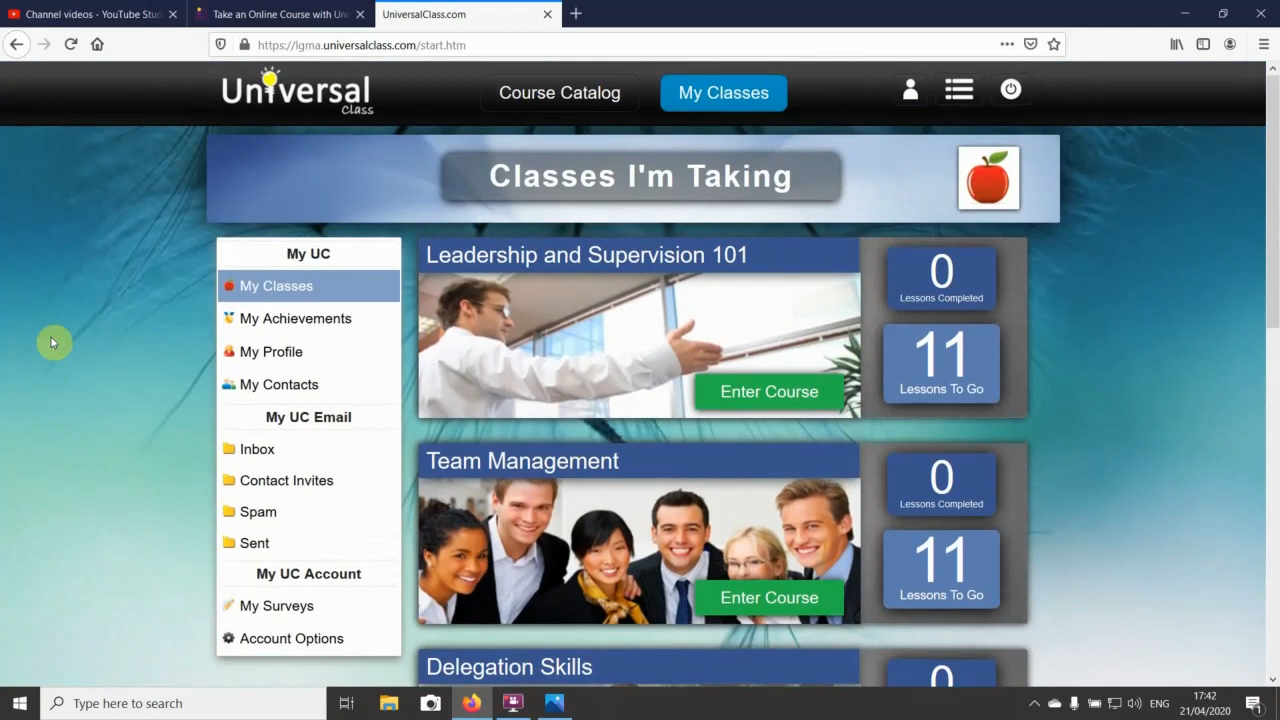 Channel videos - YouTube Stud
Take an Online Course with Uni
UniversalClass.com
https://lgma.universalclass.com/start.htm
Universal
Class
Course Catalog
My Classes
Classes I'm Taking
My UC
My Classes
My Achievements
My Profile
My Contacts
My UC Email
Inbox
Contact Invites
Spam
Sent
My UC Account
My Surveys
Account Options
Leadership and Supervision 101
Enter Course
0
Lessons Completed
11
Lessons To Go
Team Management
Enter Course
0
Lessons Completed
11
Lessons To Go
Delegation Skills
0
Type here to search
ENG
17:42
21/04/2020
1